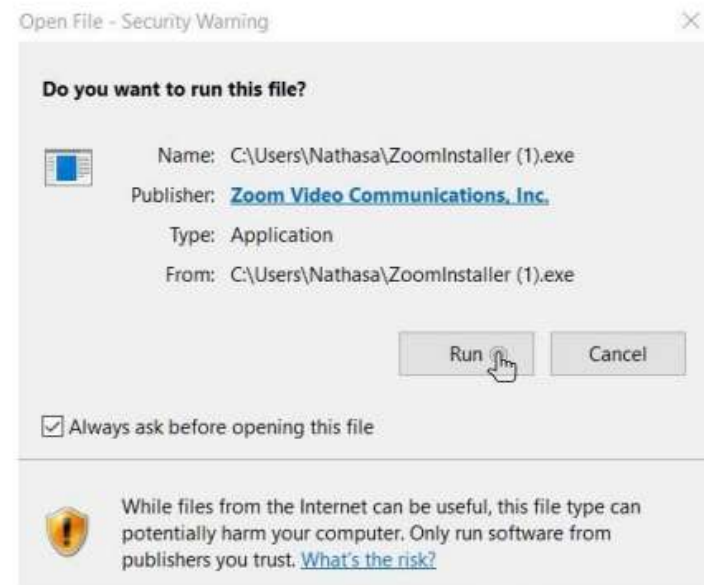 Open File - Security Warning
Do you want to run this file?
Name: C:\Users\Nathasa\ZoomInstaller (1).exe
Publisher: Zoom Video Communications, Inc.
Type: Application
From: C:\Users\Nathasa\ZoomInstaller (1).exe
Run
Cancel
Always ask before opening this file
While files from the Internet can be useful, this file type can
potentially harm your computer. Only run software from
publishers you trust. What's the risk?